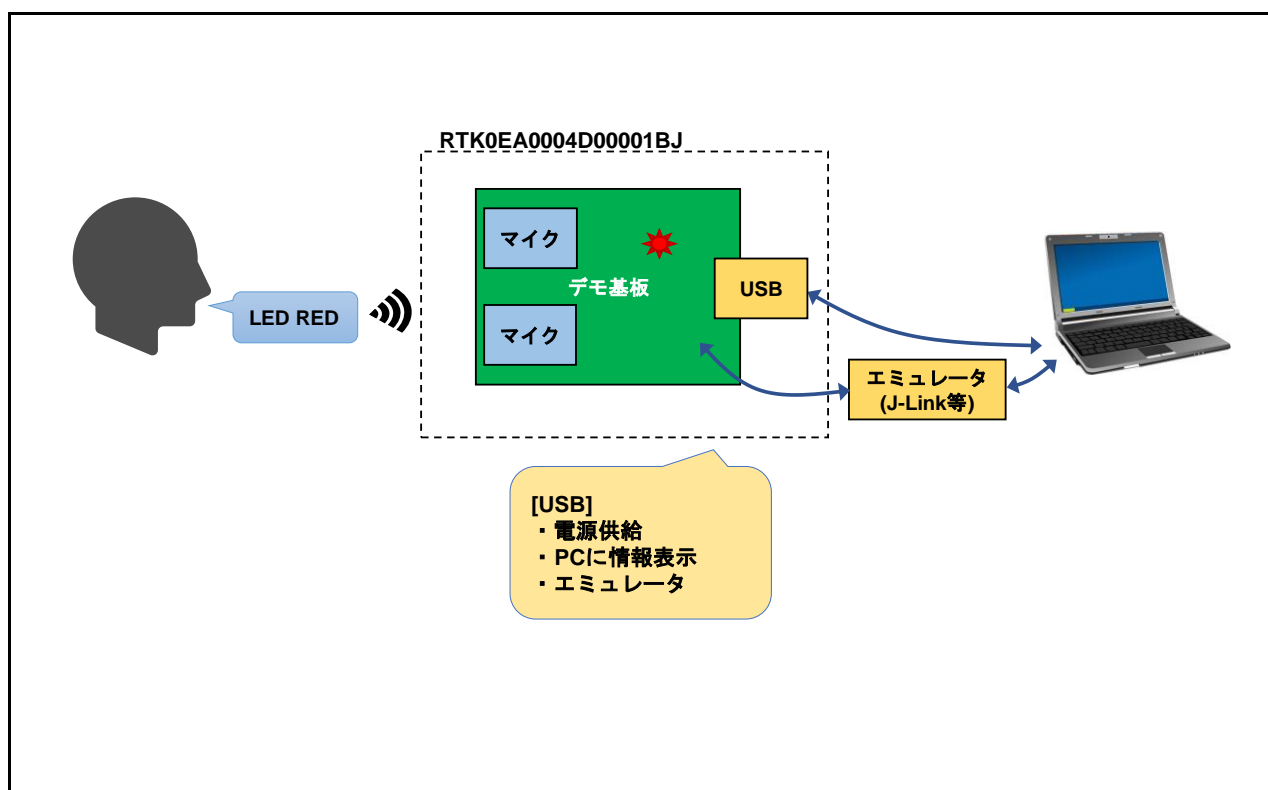 RTK0EA0004D00001BJ
マイク
デモ基板
マイク
USB
LED RED
エミュレータ
(J-Link等)
[USB]
・電源供給
・PCに情報表示
・エミュレータ